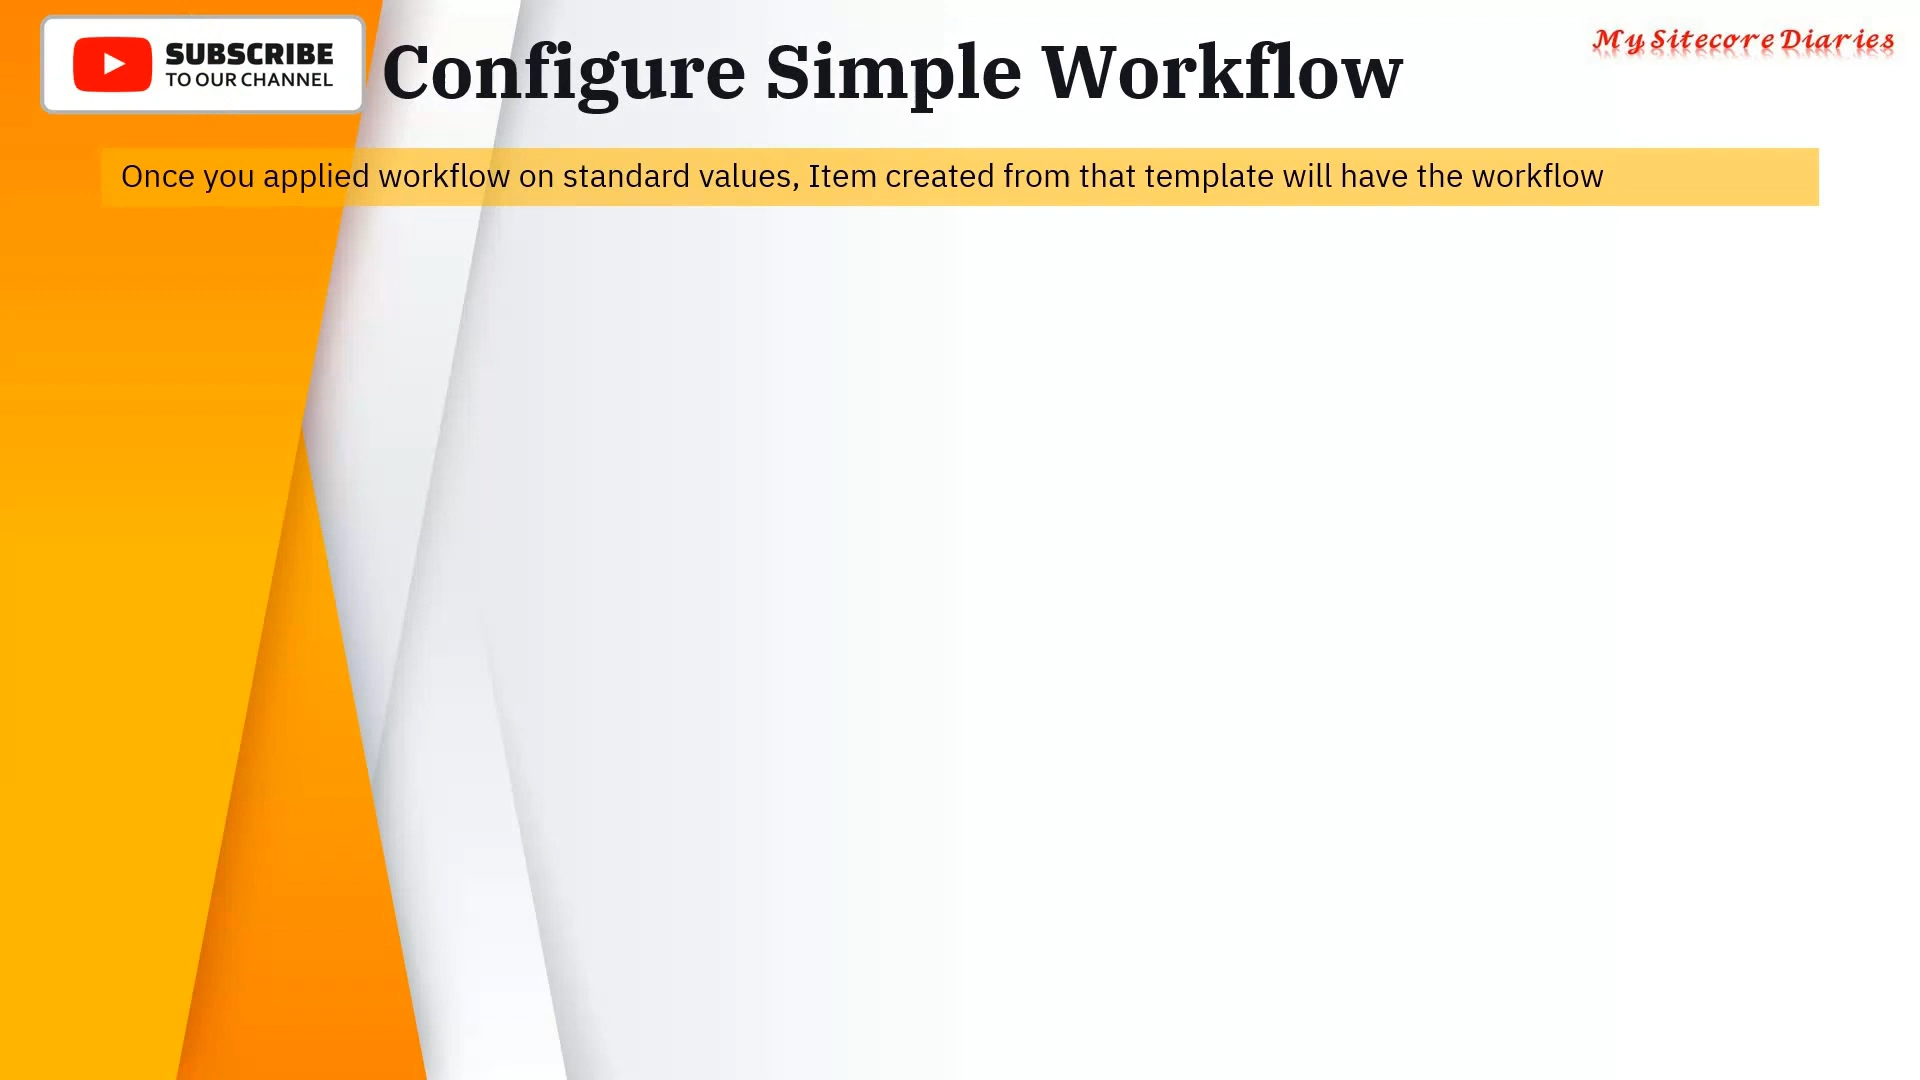 SUBSCRIBE
TO OUR CHANNEL
Configure Simple Workflow
My Sitecore Diaries
Once you applied workflow on standard values, Item created from that template will have the workflow